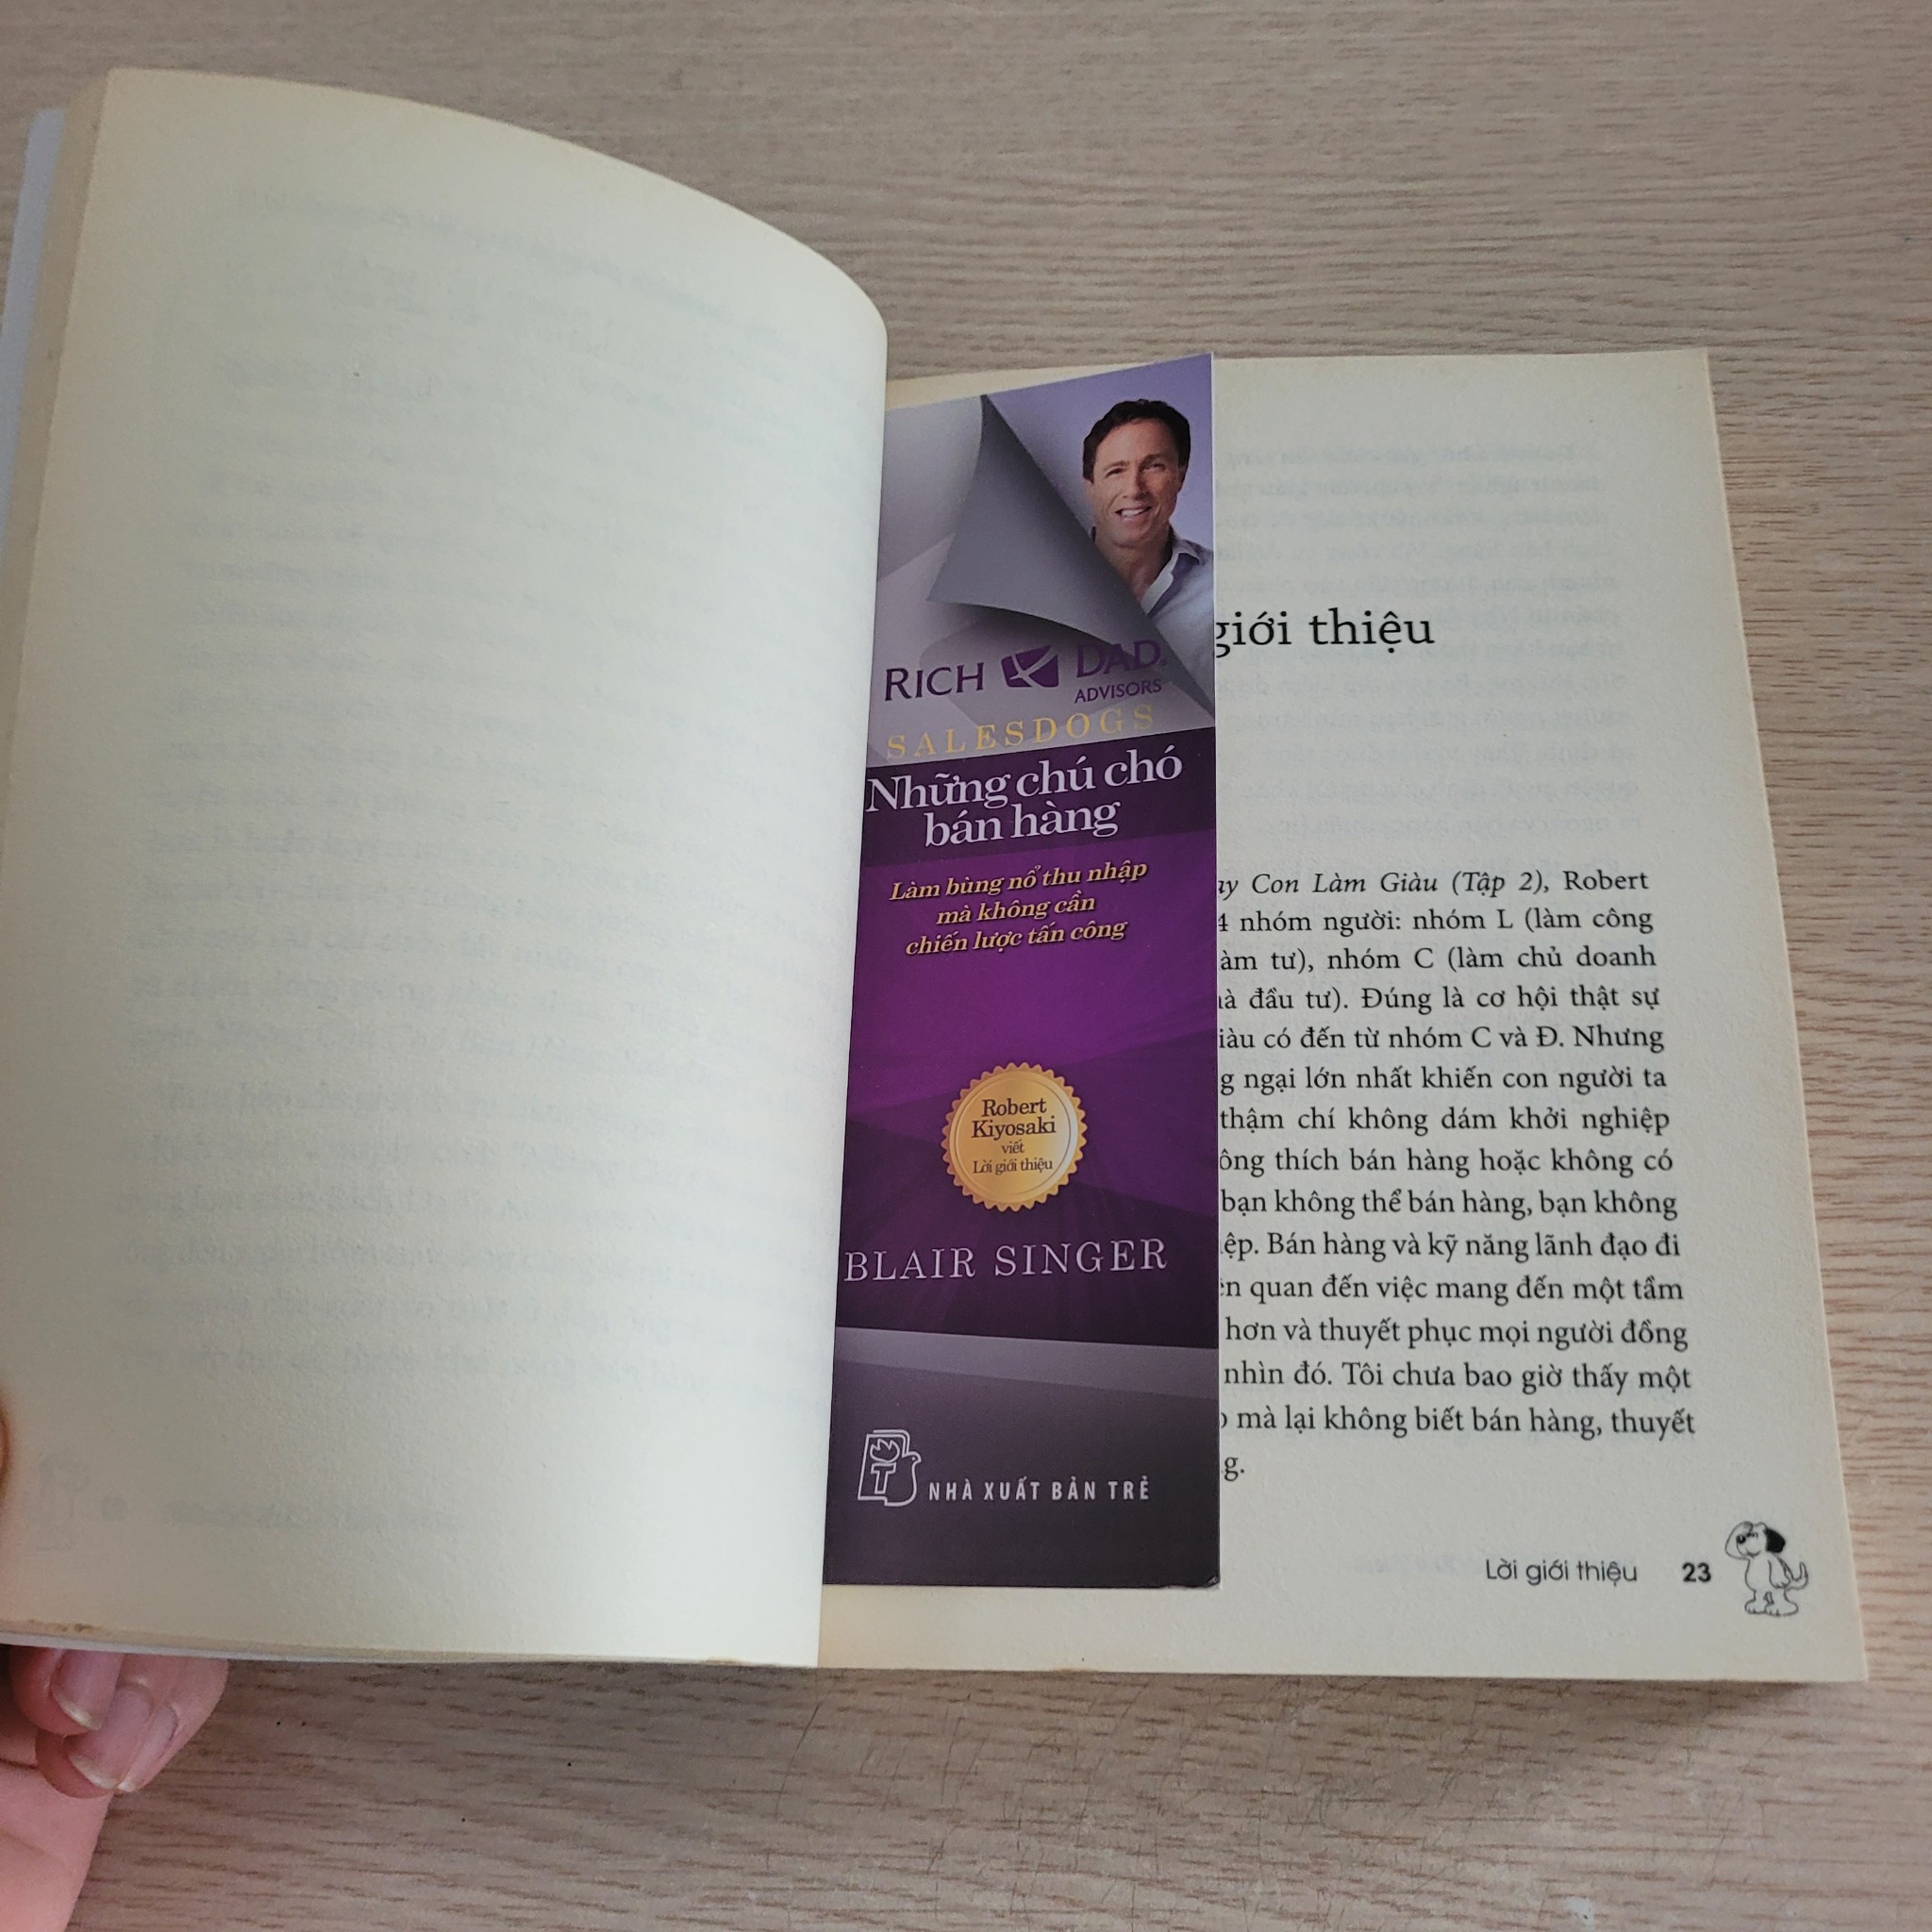 RICH DAD
ADVISORS
SALESDOGS
Những chú chó
bán hàng
Làm bùng nổ thu nhập
mà không cần
chiến lược tấn công
Robert
Kiyosaki
viết
Lời giới thiệu
BLAIR SINGER
NHÀ XUẤT BẢN TRẺ
giới thiệu
Con Làm Giàu (Tập 2), Robert
4 nhóm người: nhóm L (làm công
làm tư), nhóm C (làm chủ doanh
đầu tư). Đúng là cơ hội thật sự
có đến từ nhóm C và Đ. Nhưng
ngại lớn nhất khiến con người ta
thậm chí không dám khởi nghiệp
thích bán hàng hoặc không có
bạn không thể bán hàng, bạn không
Bán hàng và kỹ năng lãnh đạo đi
quan đến việc mang đến một tầm
hơn và thuyết phục mọi người đồng
nhìn đó. Tôi chưa bao giờ thấy một
mà lại không biết bán hàng, thuyết
Lời giới thiệu 23